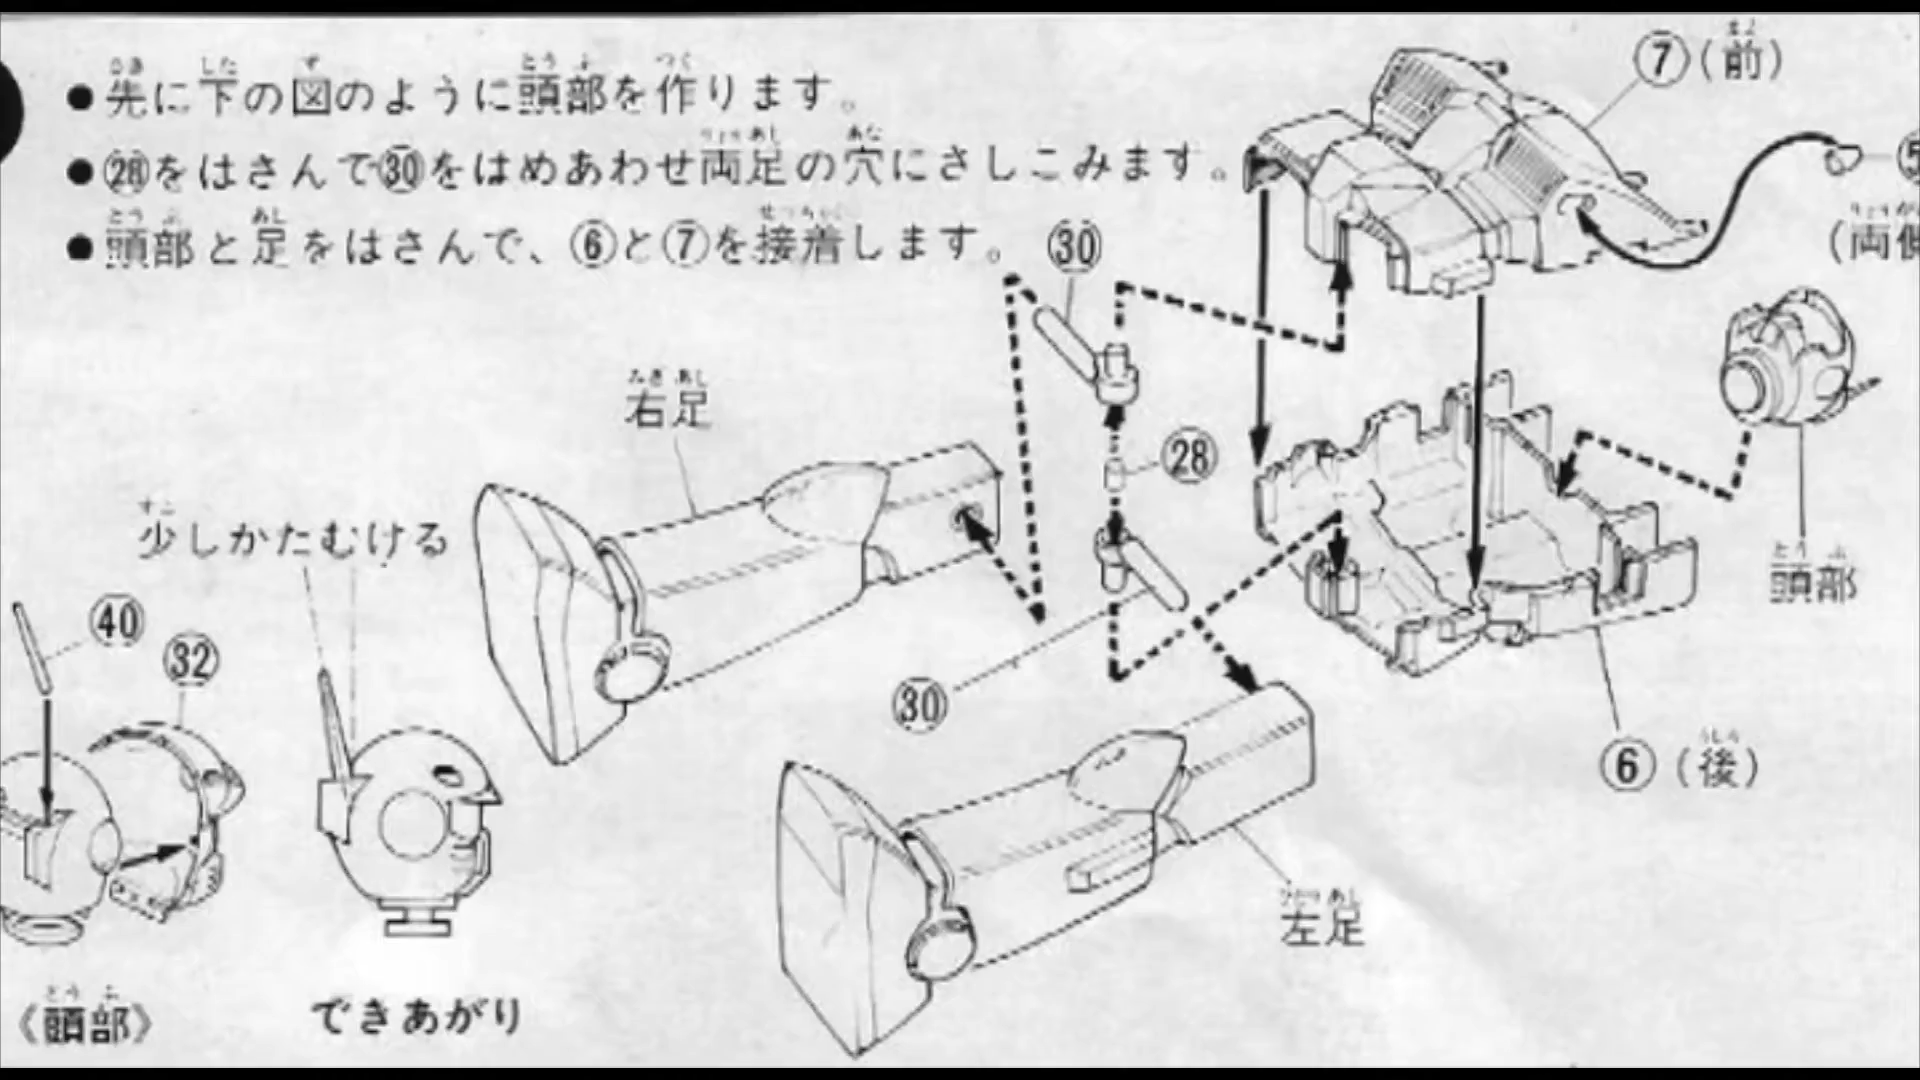 ●先に下の図のように頭部を作ります。
●㉘をはさんで㉚をはめあわせ両足の穴にさしこみます。
●頭部と足をはさんで、⑥と⑦を接着します。
⑦(前)
㉚
(両側
右足
㉘
少しかたむける
頭部
㊵
㉜
㉚
⑥(後)
左足
《頭部》
できあがり